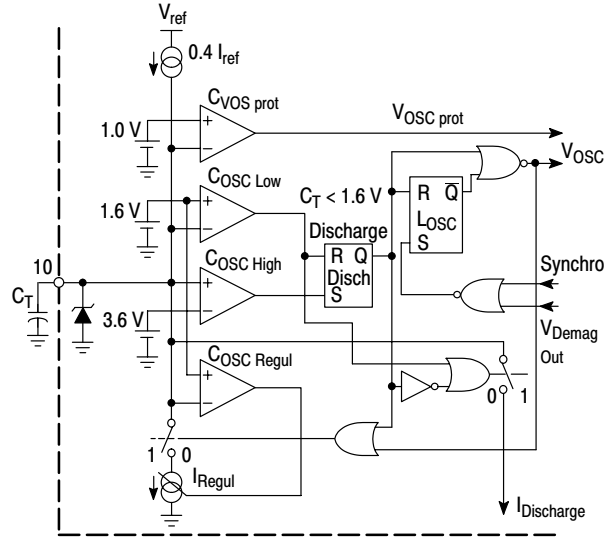 V_ref
0.4 I_ref
C_VOS prot
1.0 V
+
–
V_OSC prot
C_OSC Low
1.6 V
+
–
C_T < 1.6 V
R Q̅
L_OSC
S
V_OSC
Discharge
R Q
Disch
S
10
C_T
C_OSC High
3.6 V
+
–
Synchro
V_Demag
Out
C_OSC Regul
+
–
0 1
1 0
I_Regul
I_Discharge